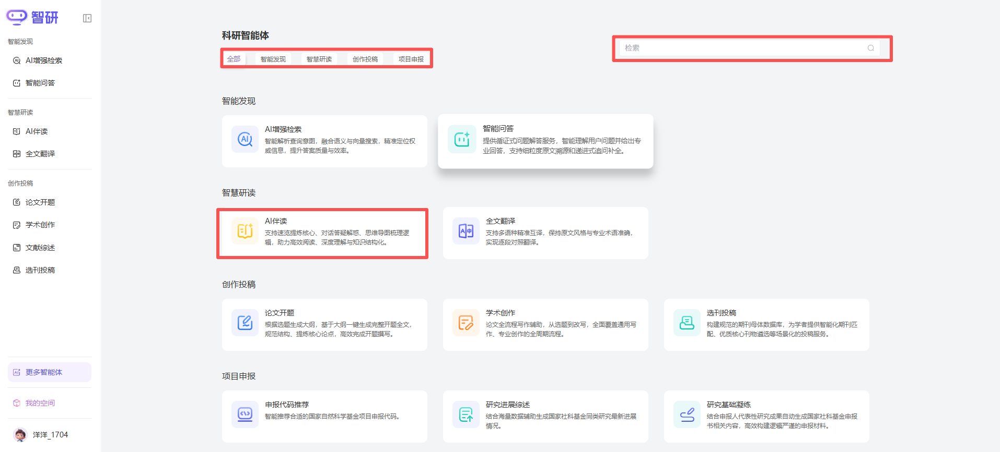 智研
智能发现
AI增强检索
智能问答
智慧研读
AI伴读
全文翻译
创作投稿
论文开题
学术创作
文献综述
选刊投稿
更多智能体
我的空间
洋洋_1704
科研智能体
全部 智能发现 智慧研读 创作投稿 项目申报
检索
智能发现
AI增强检索
智能解析查询意图，融合语义与向量搜索，精准定位权
威信息，提升答案质量与效率。
智能问答
提供循证式问题解答服务，智能理解用户问题并给出专
业回答，支持细粒度原文溯源和递进式追问补全。
智慧研读
AI伴读
支持速览提炼核心、对话答疑解惑、思维导图梳理逻
辑，助力高效阅读、深度理解与知识结构化。
全文翻译
支持多语种精准互译，保持原文风格与专业术语准确，
实现逐段对照翻译。
创作投稿
论文开题
根据选题生成大纲，基于大纲一键生成完整开题全文，
规范结构、提炼核心论点，高效完成开题撰写。
学术创作
论文全流程写作辅助，从选题到改写，全面覆盖通用写
作、专业创作的全周期流程。
选刊投稿
构建规范的期刊母体数据库，为学者提供智能化期刊匹
配、优质核心刊物遴选等场景化的投稿服务。
项目申报
申报代码推荐
智能推荐合适的国家自然科学基金项目申报代码。
研究进展综述
结合海量数据辅助生成国家社科基金同类研究最新进展
情况。
研究基础凝练
结合申报人代表性研究成果自动生成国家社科基金申报
书相关内容，高效构建逻辑严谨的申报材料。